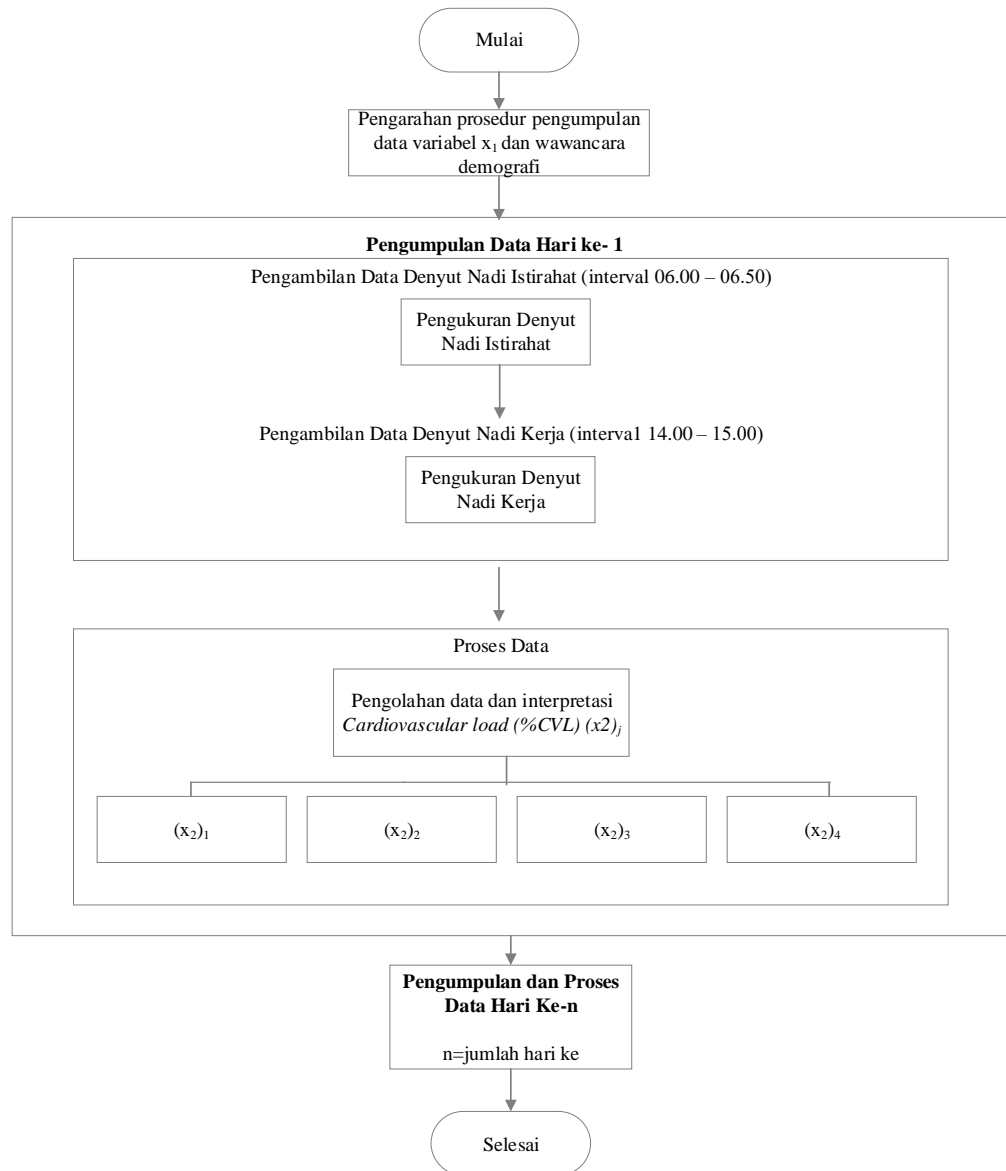 Mulai
Pengarahan prosedur pengumpulan
data variabel x₁ dan wawancara
demografi
Pengumpulan Data Hari ke- 1
Pengambilan Data Denyut Nadi Istirahat (interval 06.00 – 06.50)
Pengukuran Denyut
Nadi Istirahat
Pengambilan Data Denyut Nadi Kerja (interva1 14.00 – 15.00)
Pengukuran Denyut
Nadi Kerja
Proses Data
Pengolahan data dan interpretasi
Cardiovascular load (%CVL) (x2)ⱼ
(x₂)₁ (x₂)₂ (x₂)₃ (x₂)₄
Pengumpulan dan Proses
Data Hari Ke-n
n=jumlah hari ke
Selesai